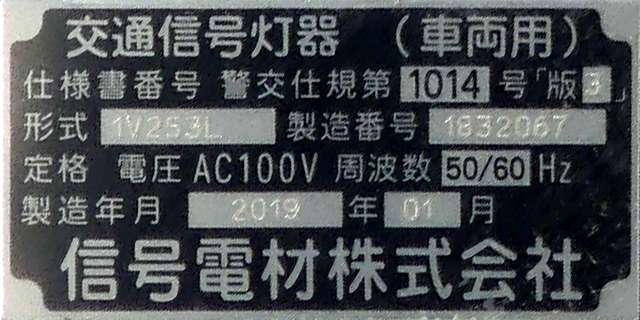 交通信号灯器 （車両用）
仕様書番号 警交仕規第 1014 号「版3」
形式 1V253L 製造番号 1832067
定格 電圧 AC100V 周波数 50/60 Hz
製造年月 2019 年 01 月
信号電材株式会社